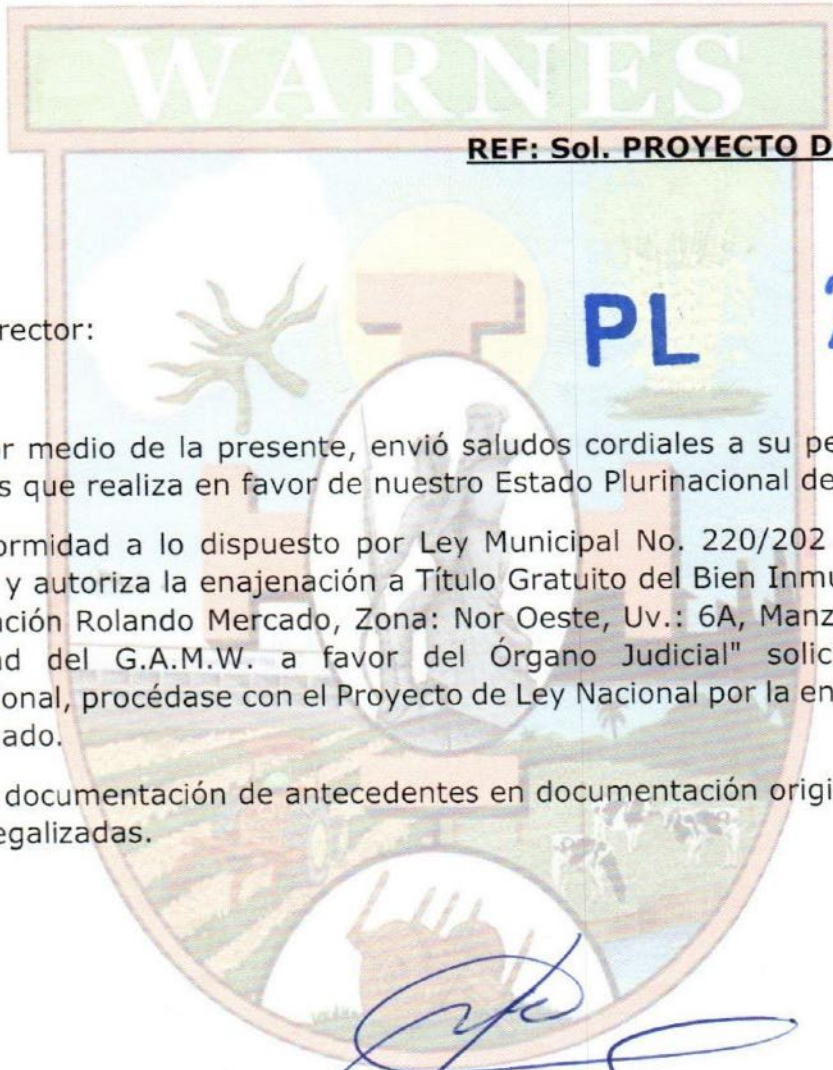 WARNES
REF: Sol. PROYECTO D
rector:
PL
r medio de la presente, envió saludos cordiales a su pe
s que realiza en favor de nuestro Estado Plurinacional de
ormidad a lo dispuesto por Ley Municipal No. 220/202
y autoriza la enajenación a Título Gratuito del Bien Inmu
ación Rolando Mercado, Zona: Nor Oeste, Uv.: 6A, Manz
ad del G.A.M.W. a favor del Órgano Judicial" solic
onal, procédase con el Proyecto de Ley Nacional por la en
ado.
documentación de antecedentes en documentación origi
egalizadas.